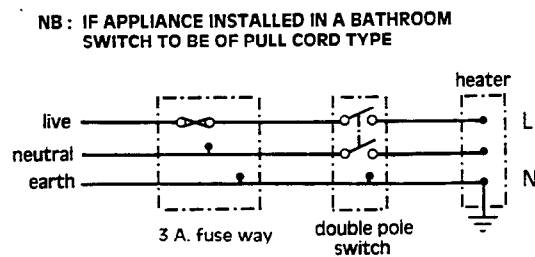 NB : IF APPLIANCE INSTALLED IN A BATHROOM
SWITCH TO BE OF PULL CORD TYPE
heater
live
L
neutral
earth
N
3 A. fuse way
double pole
switch